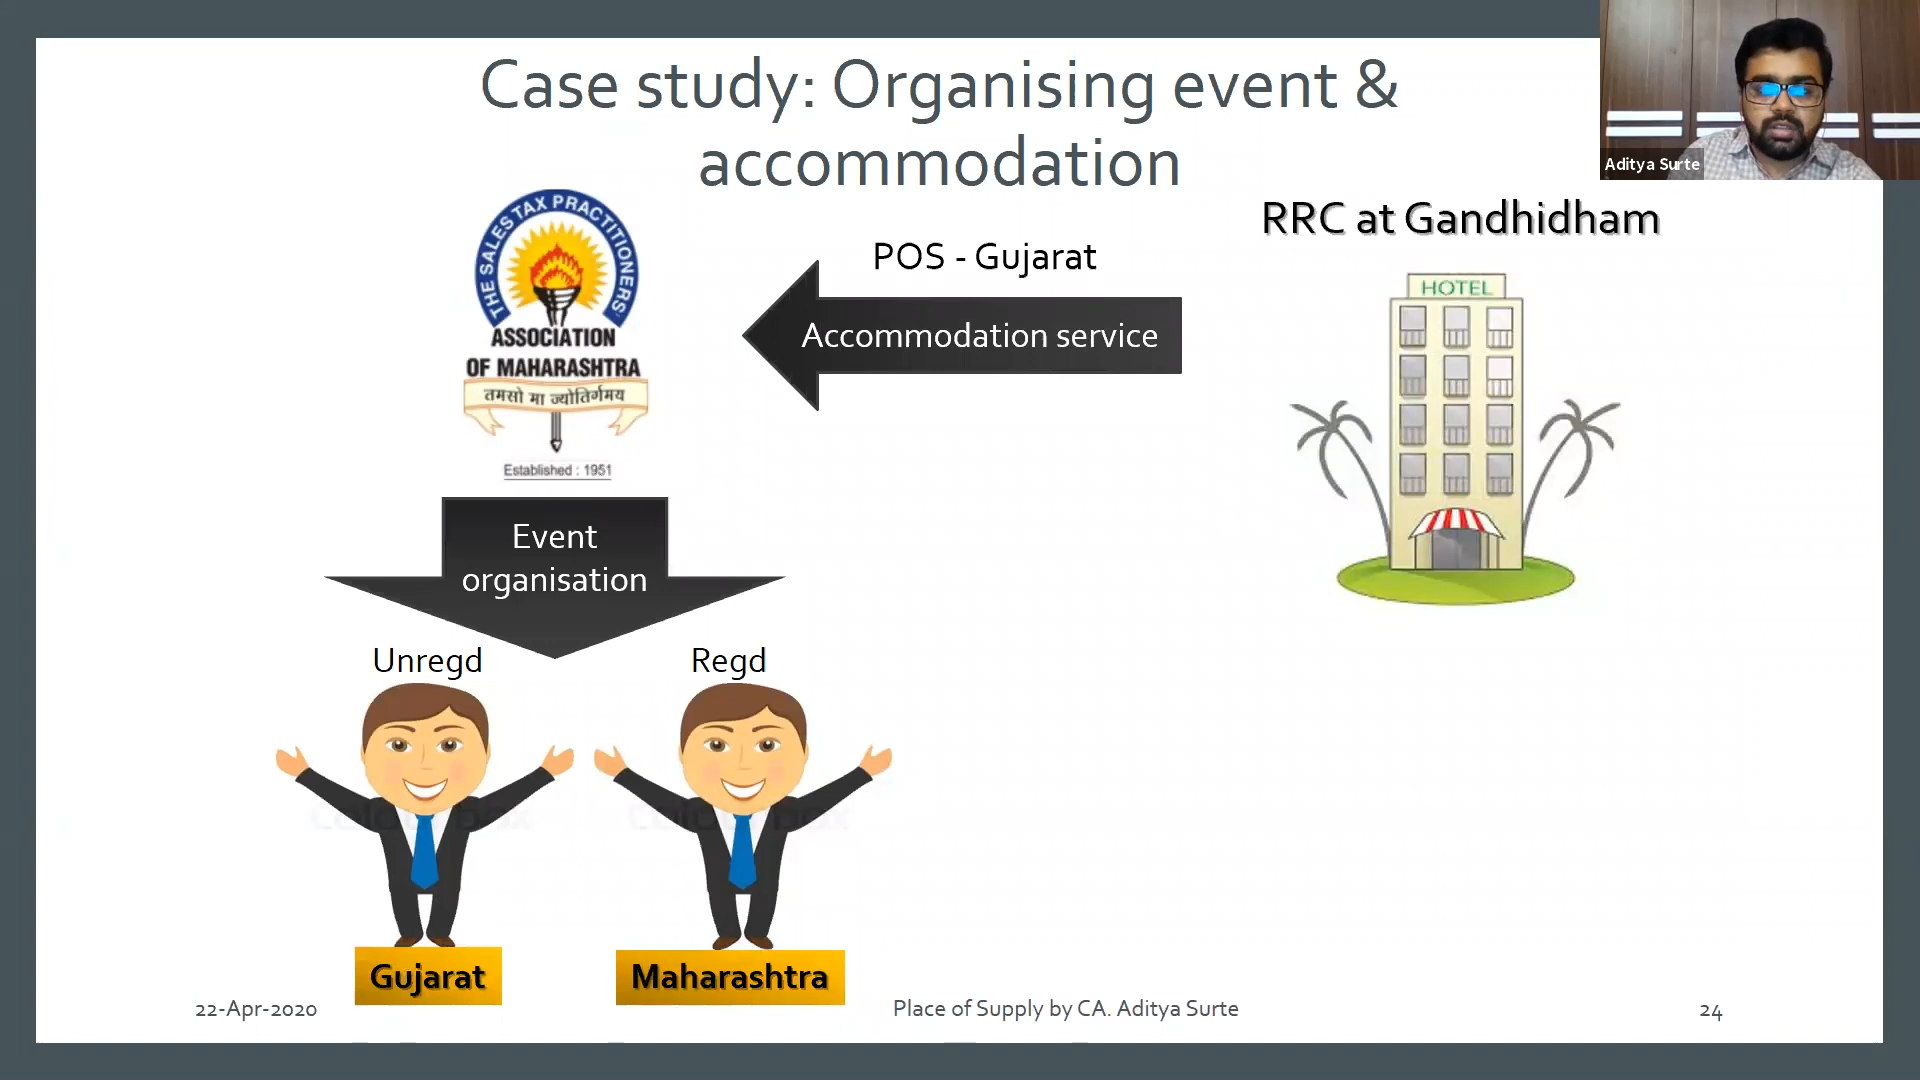 Case study: Organising event &
accommodation
Aditya Surte
THE SALES TAX PRACTITIONERS'
ASSOCIATION
OF MAHARASHTRA
तमसो मा ज्योतिर्गमय
Established : 1951
POS - Gujarat
Accommodation service
RRC at Gandhidham
HOTEL
Event
organisation
Unregd
Regd
Gujarat
Maharashtra
22-Apr-2020
Place of Supply by CA. Aditya Surte
24